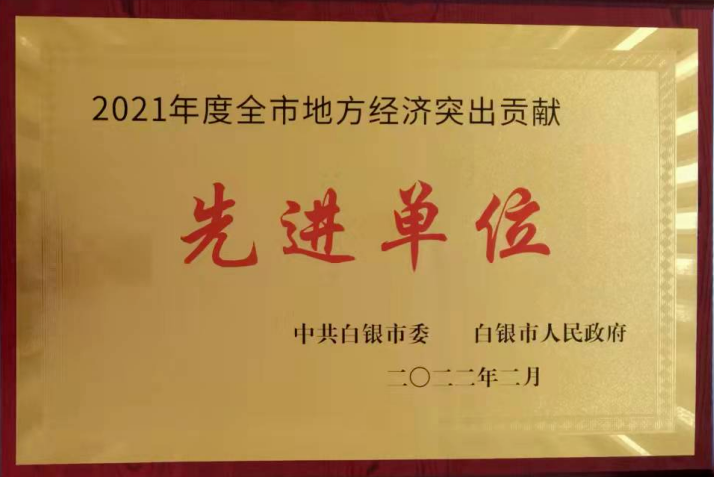 2021年度全市地方经济突出贡献
先进单位
中共白银市委 白银市人民政府
二〇二二年二月